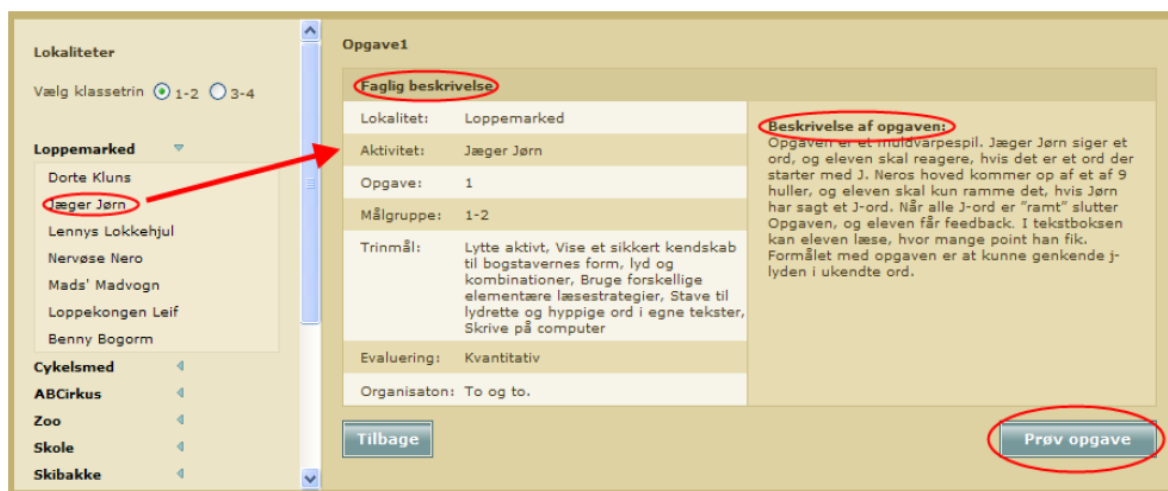 Lokaliteter
Vælg klassetrin 1-2 3-4
Loppemarked
Dorte Kluns
Jæger Jørn
Lennys Lokkehjul
Nervøse Nero
Mads' Madvogn
Loppekongen Leif
Benny Bogorm
Cykelsmed
ABCirkus
Zoo
Skole
Skibakke
Opgave1
Faglig beskrivelse
Lokalitet: Loppemarked
Aktivitet: Jæger Jørn
Opgave: 1
Målgruppe: 1-2
Trinmål: Lytte aktivt, Vise et sikkert kendskab
til bogstavernes form, lyd og
kombinationer, Bruge forskellige
elementære læsestrategier, Stave til
lydrette og hyppige ord i egne tekster,
Skrive på computer
Evaluering: Kvantitativ
Organisaton: To og to.
Beskrivelse af opgaven:
Opgaven er et muldvarpespil. Jæger Jørn siger et
ord, og eleven skal reagere, hvis det er et ord der
starter med J. Neros hoved kommer op af et af 9
huller, og eleven skal kun ramme det, hvis Jørn
har sagt et J-ord. Når alle J-ord er "ramt" slutter
Opgaven, og eleven får feedback. I tekstboksen
kan eleven læse, hvor mange point han fik.
Formålet med opgaven er at kunne genkende j-
lyden i ukendte ord.
Tilbage
Prøv opgave